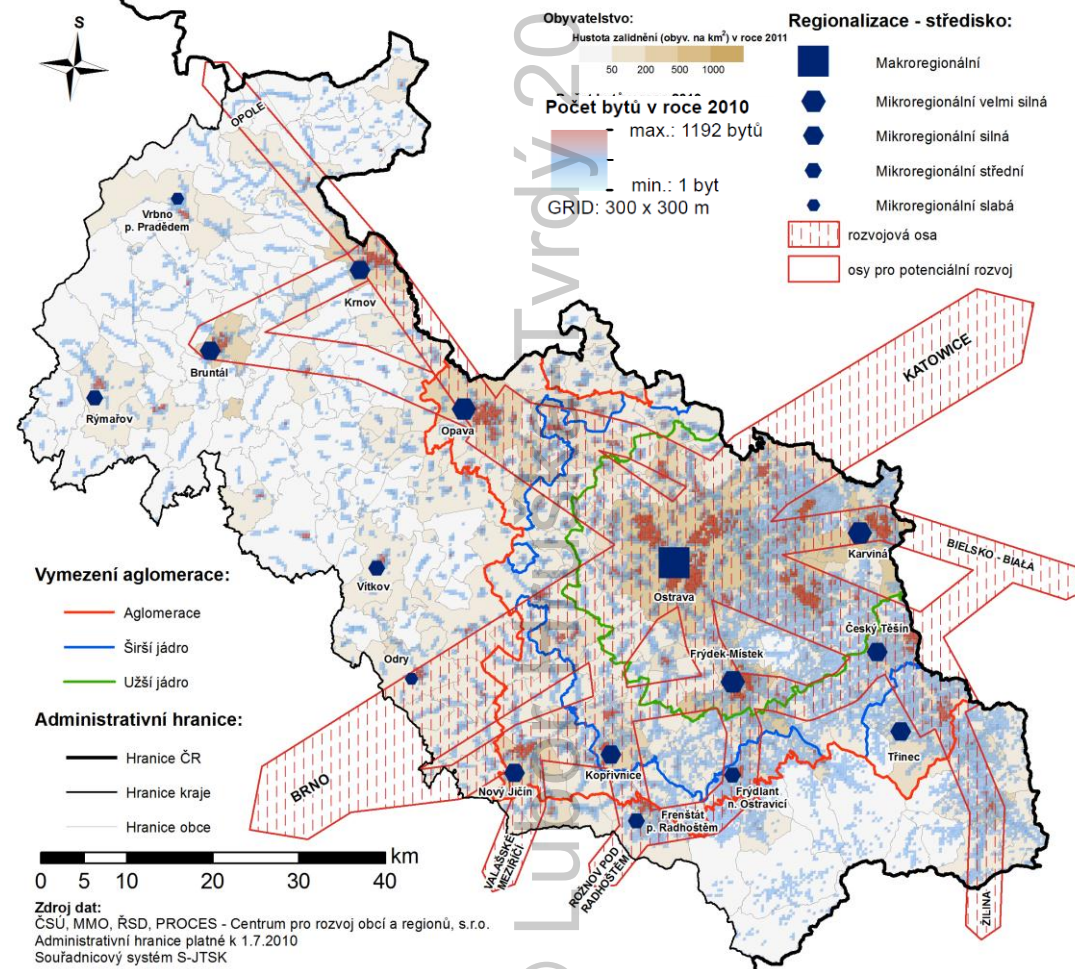 S
Obyvatelstvo:
Hustota zalidnění (obyv. na km²) v roce 2011
50 200 500 1000
Počet bytů v roce 2010
max.: 1192 bytů
min.: 1 byt
GRID: 300 x 300 m
Regionalizace - středisko:
Makroregionální
Mikroregionální velmi silná
Mikroregionální silná
Mikroregionální střední
Mikroregionální slabá
rozvojová osa
osy pro potenciální rozvoj
OPOLE
Vrbno
p. Pradědem
Krnov
Bruntál
Rýmařov
Opava
KATOWICE
Karviná
BIELSKO - BIAŁÁ
Ostrava
Vítkov
Český Těšín
Odry
Frýdek-Místek
Třinec
Kopřivnice
Nový Jičín
Frýdlant
n. Ostravicí
Frenštát
p. Radhoštěm
BRNO
VALAŠSKÉ
MEZIŘÍČÍ
ROŽNOV POD
RADHOŠTĚM
ŽILINA
Vymezení aglomerace:
Aglomerace
Širší jádro
Užší jádro
Administrativní hranice:
Hranice ČR
Hranice kraje
Hranice obce
km
0 5 10 20 30 40
Zdroj dat:
ČSÚ, MMO, ŘSD, PROCES - Centrum pro rozvoj obcí a regionů, s.r.o.
Administrativní hranice platné k 1.7.2010
Souřadnicový systém S-JTSK
Tvrdý 20